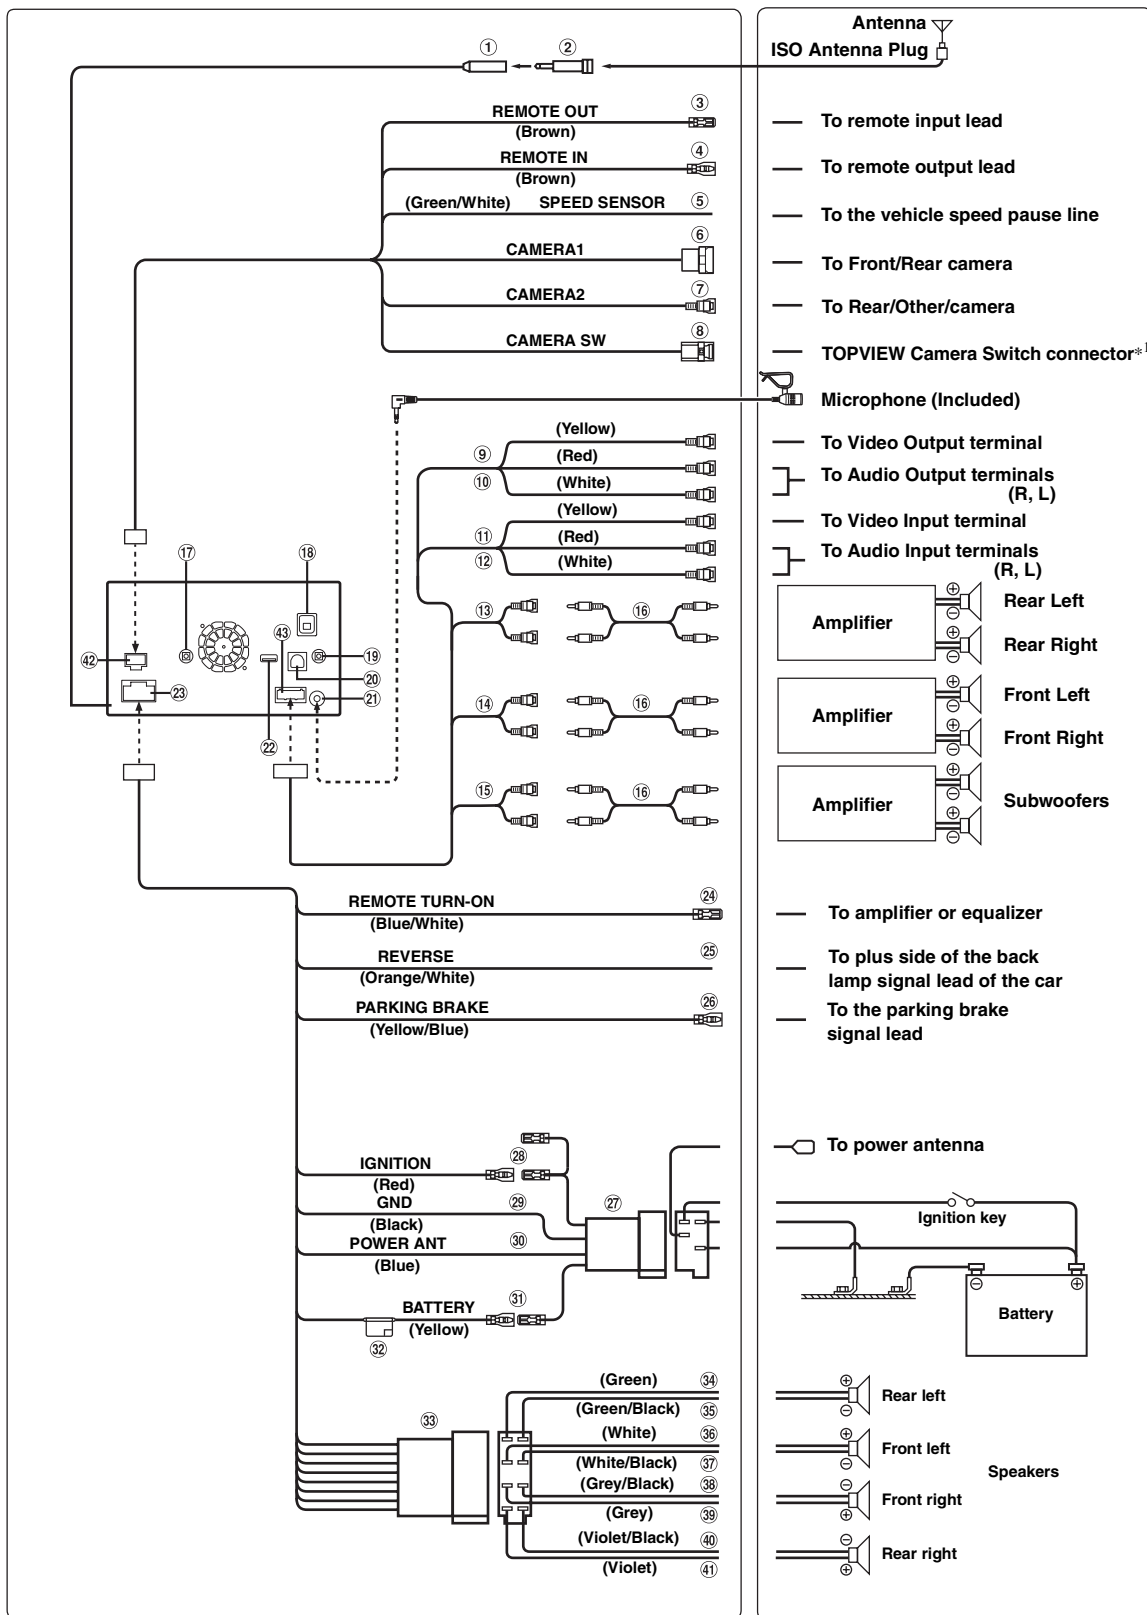 Antenna
ISO Antenna Plug
① ②
REMOTE OUT ③ To remote input lead
(Brown)
REMOTE IN ④ To remote output lead
(Brown)
(Green/White) SPEED SENSOR ⑤ To the vehicle speed pause line
CAMERA1 ⑥ To Front/Rear camera
CAMERA2 ⑦ To Rear/Other/camera
CAMERA SW ⑧ TOPVIEW Camera Switch connector*1
Microphone (Included)
(Yellow) To Video Output terminal
⑨ (Red) To Audio Output terminals
⑩ (White) (R, L)
(Yellow) To Video Input terminal
⑪ (Red) To Audio Input terminals
⑫ (White) (R, L)
⑰ ⑱ ⑬ ⑯
Amplifier ⊕ ⊖ Rear Left
⊕ ⊖ Rear Right
㊷ ㊸ ⑲ ⑳
㉓ ㉑ ㉒
⑭ ⑯
Amplifier ⊕ ⊖ Front Left
⊕ ⊖ Front Right
⑮ ⑯
Amplifier ⊕ ⊖ Subwoofers
⊕ ⊖
REMOTE TURN-ON ㉔ To amplifier or equalizer
(Blue/White)
REVERSE ㉕ To plus side of the back
(Orange/White) lamp signal lead of the car
PARKING BRAKE ㉖ To the parking brake
(Yellow/Blue) signal lead
To power antenna
IGNITION ㉘
(Red)
GND ㉙ ㉗ Ignition key
(Black)
POWER ANT ㉚
(Blue)
⊖ ⊕
BATTERY ㉛ Battery
(Yellow)
㉜
(Green) ㉞ ⊕ Rear left
(Green/Black) ㉟ ⊖
㉝ (White) ㊱ ⊕ Front left
(White/Black) ㊲ ⊖
Speakers
(Grey/Black) ㊳ ⊖ Front right
(Grey) ㊴ ⊕
(Violet/Black) ㊵ ⊖ Rear right
(Violet) ㊶ ⊕